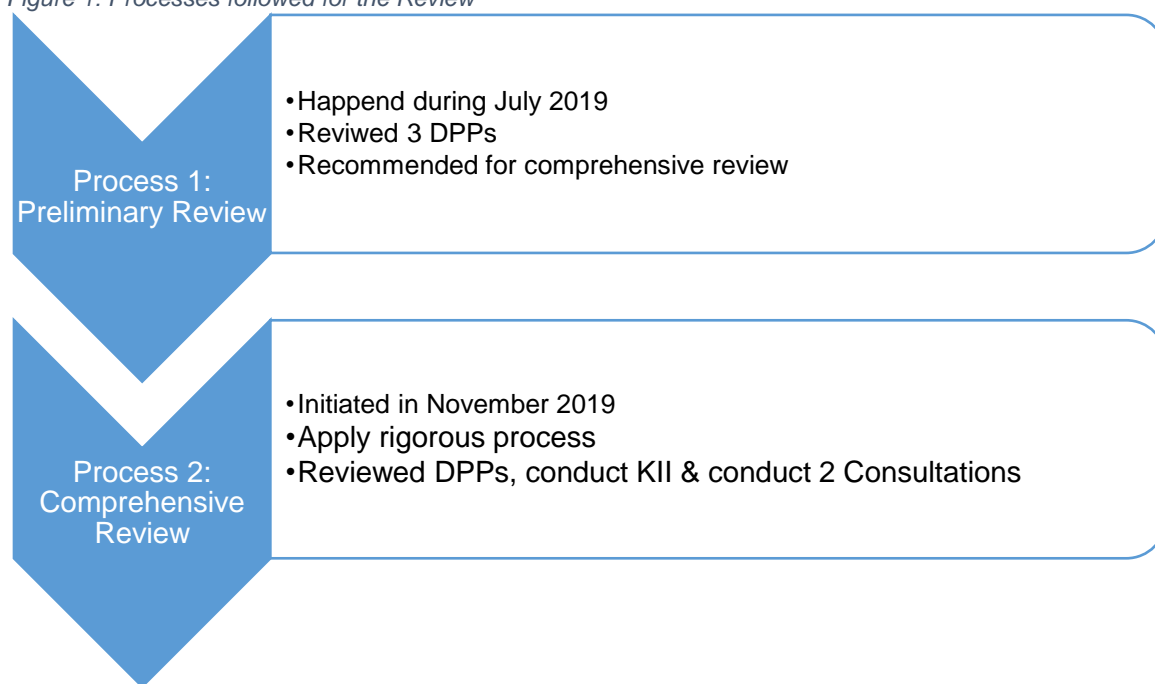 Figure 1: Processes followed for the Review
Process 1:
Preliminary Review
•Happend during July 2019
•Reviwed 3 DPPs
•Recommended for comprehensive review
Process 2:
Comprehensive
Review
•Initiated in November 2019
•Apply rigorous process
•Reviewed DPPs, conduct KII & conduct 2 Consultations